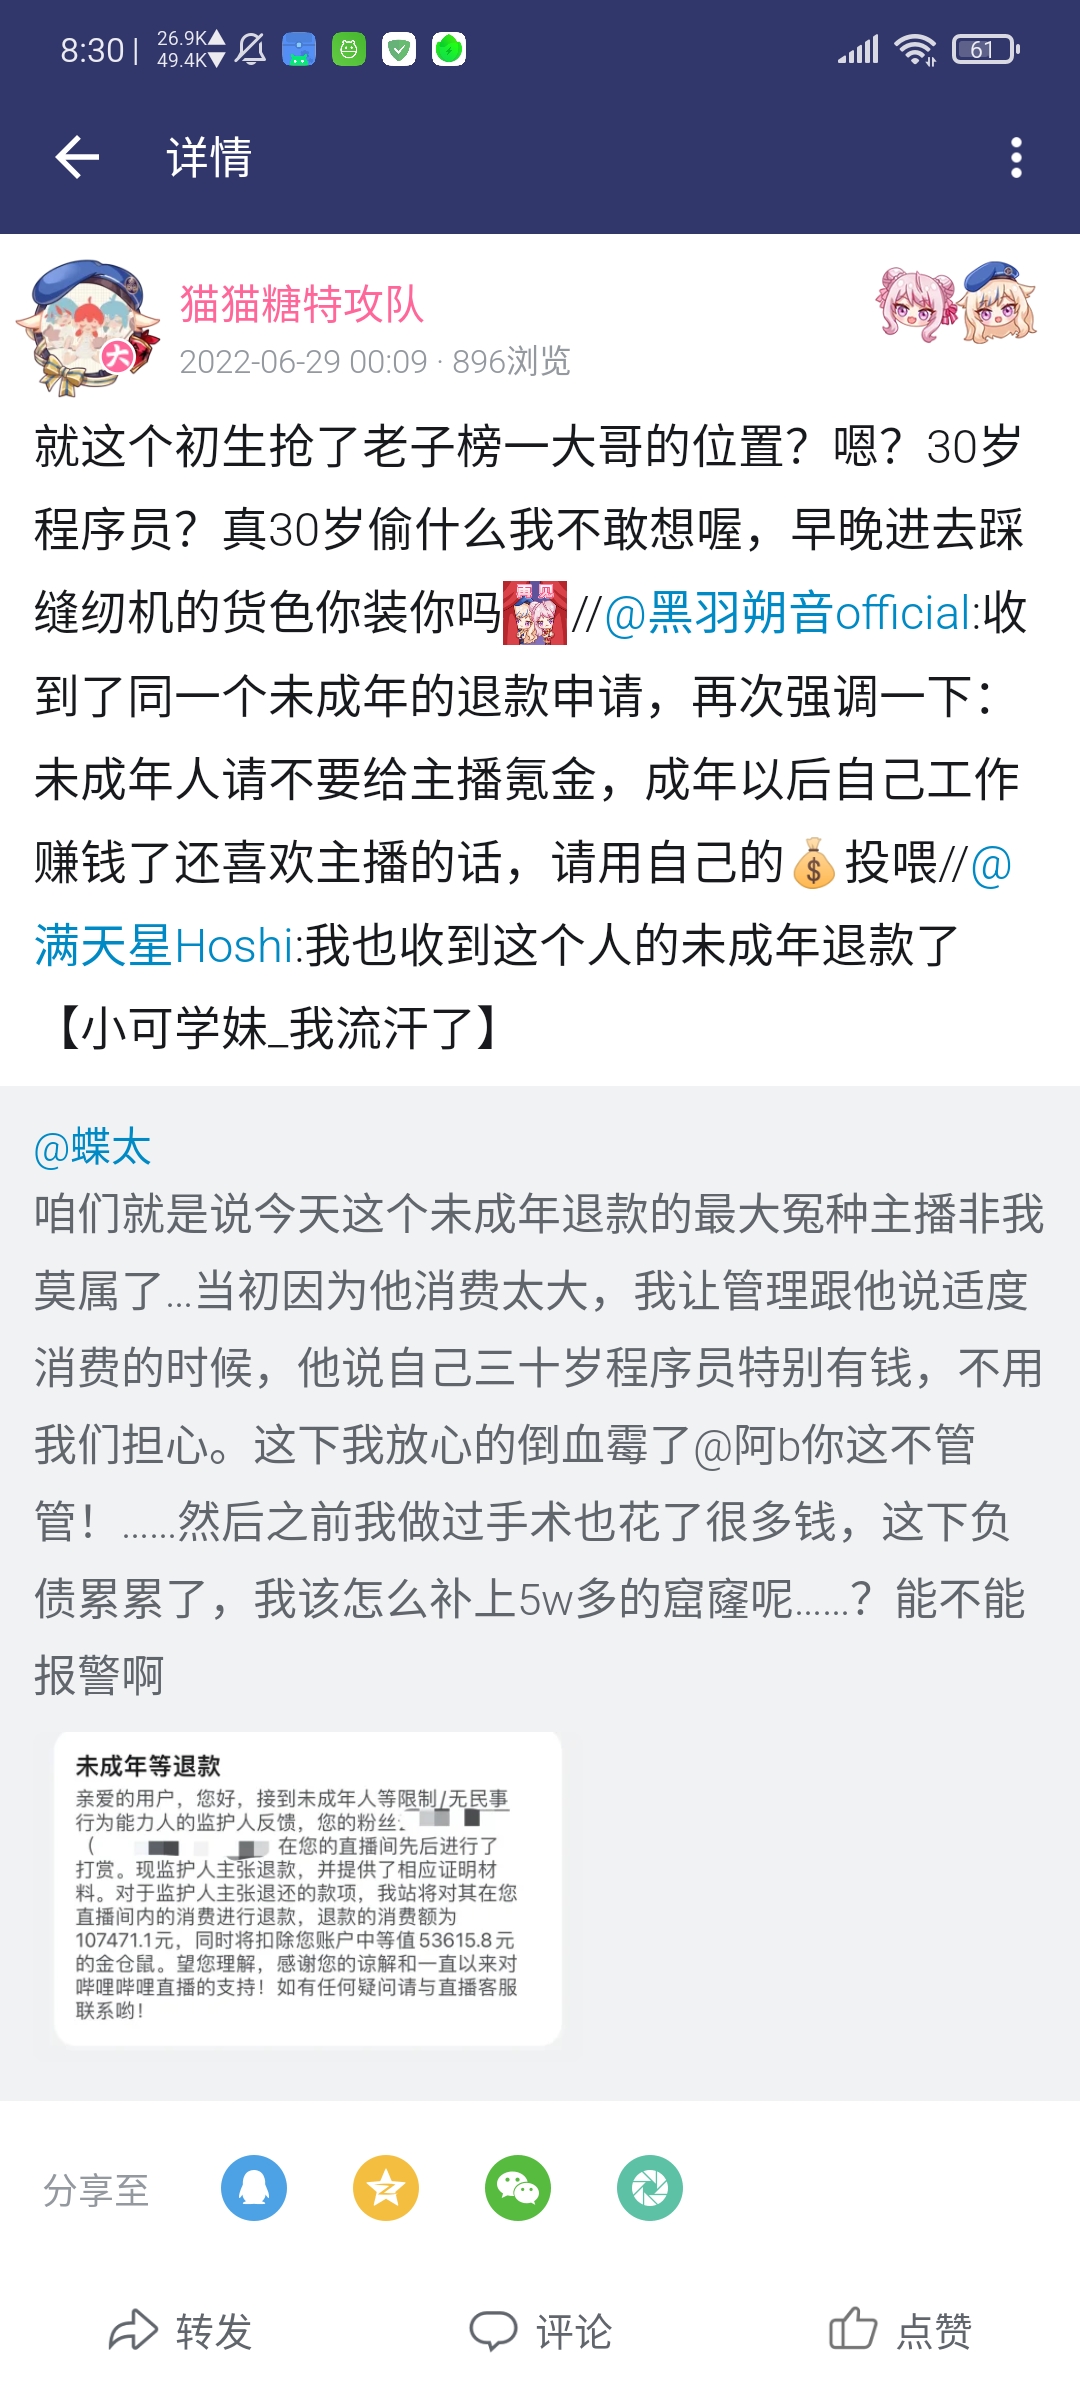 8:30 | 26.9K▲
49.4K▼
61
详情
猫猫糖特攻队
大
2022-06-29 00:09 · 896浏览
就这个初生抢了老子榜一大哥的位置？嗯？30岁
程序员？真30岁偷什么我不敢想喔，早晚进去踩
缝纫机的货色你装你吗再见//@黑羽朔音official:收
到了同一个未成年的退款申请，再次强调一下：
未成年人请不要给主播氪金，成年以后自己工作
赚钱了还喜欢主播的话，请用自己的💰投喂//@
满天星Hoshi:我也收到这个人的未成年退款了
【小可学妹_我流汗了】
@蝶太
咱们就是说今天这个未成年退款的最大冤种主播非我
莫属了...当初因为他消费太大，我让管理跟他说适度
消费的时候，他说自己三十岁程序员特别有钱，不用
我们担心。这下我放心的倒血霉了@阿b你这不管
管！......然后之前我做过手术也花了很多钱，这下负
债累累了，我该怎么补上5w多的窟窿呢......？能不能
报警啊
未成年等退款
亲爱的用户，您好，接到未成年人等限制/无民事
行为能力人的监护人反馈，您的粉丝:
（ 在您的直播间先后进行了
打赏。现监护人主张退款，并提供了相应证明材
料。对于监护人主张退还的款项，我站将对其在您
直播间内的消费进行退款，退款的消费额为
107471.1元，同时将扣除您账户中等值53615.8元
的金仓鼠。望您理解，感谢您的谅解和一直以来对
哔哩哔哩直播的支持！如有任何疑问请与直播客服
联系哟！
分享至
转发
评论
点赞